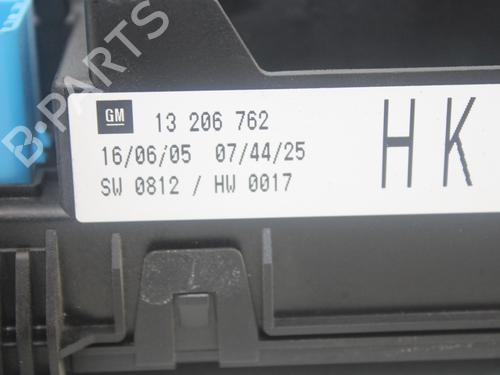 GM 13 206 762
16/06/05 07/44/25
SW 0812 / HW 0017
HK
B-PARTS